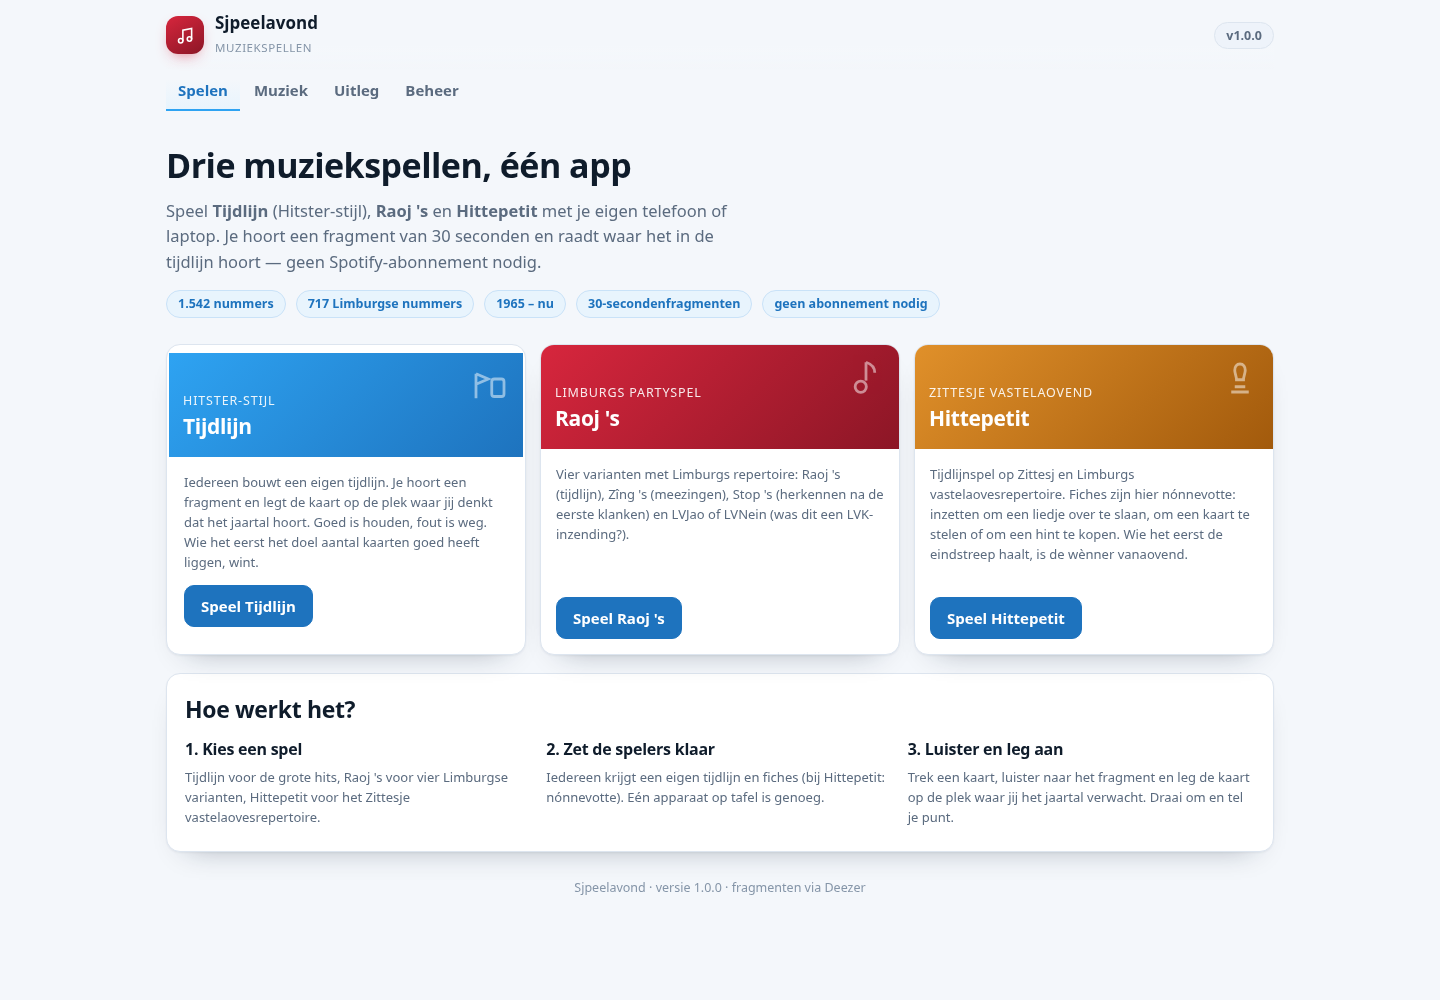 Sjpeelavond
MUZIEKSPELLEN
v1.0.0
Spelen
Muziek
Uitleg
Beheer
Drie muziekspellen, één app
Speel Tijdlijn (Hitster-stijl), Raoj 's en Hittepetit met je eigen telefoon of
laptop. Je hoort een fragment van 30 seconden en raadt waar het in de
tijdlijn hoort — geen Spotify-abonnement nodig.
1.542 nummers
717 Limburgse nummers
1965 – nu
30-secondenfragmenten
geen abonnement nodig
HITSTER-STIJL
Tijdlijn
Iedereen bouwt een eigen tijdlijn. Je hoort een
fragment en legt de kaart op de plek waar jij denkt
dat het jaartal hoort. Goed is houden, fout is weg.
Wie het eerst het doel aantal kaarten goed heeft
liggen, wint.
Speel Tijdlijn
LIMBURGS PARTYSPEL
Raoj 's
Vier varianten met Limburgs repertoire: Raoj 's
(tijdlijn), Zîng 's (meezingen), Stop 's (herkennen na de
eerste klanken) en LVJao of LVNein (was dit een LVK-
inzending?).
Speel Raoj 's
ZITTESJE VASTELAOVEND
Hittepetit
Tijdlijnspel op Zittesj en Limburgs
vastelaovesrepertoire. Fiches zijn hier nónnevotte:
inzetten om een liedje over te slaan, om een kaart te
stelen of om een hint te kopen. Wie het eerst de
eindstreep haalt, is de wènner vanaovend.
Speel Hittepetit
Hoe werkt het?
1. Kies een spel
Tijdlijn voor de grote hits, Raoj 's voor vier Limburgse
varianten, Hittepetit voor het Zittesje
vastelaovesrepertoire.
2. Zet de spelers klaar
Iedereen krijgt een eigen tijdlijn en fiches (bij Hittepetit:
nónnevotte). Eén apparaat op tafel is genoeg.
3. Luister en leg aan
Trek een kaart, luister naar het fragment en leg de kaart
op de plek waar jij het jaartal verwacht. Draai om en tel
je punt.
Sjpeelavond · versie 1.0.0 · fragmenten via Deezer